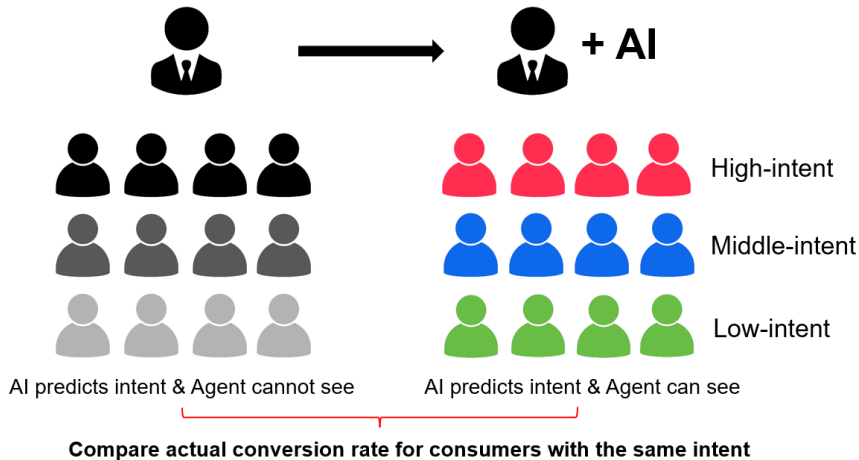 + AI
High-intent
Middle-intent
Low-intent
AI predicts intent & Agent cannot see
AI predicts intent & Agent can see
Compare actual conversion rate for consumers with the same intent